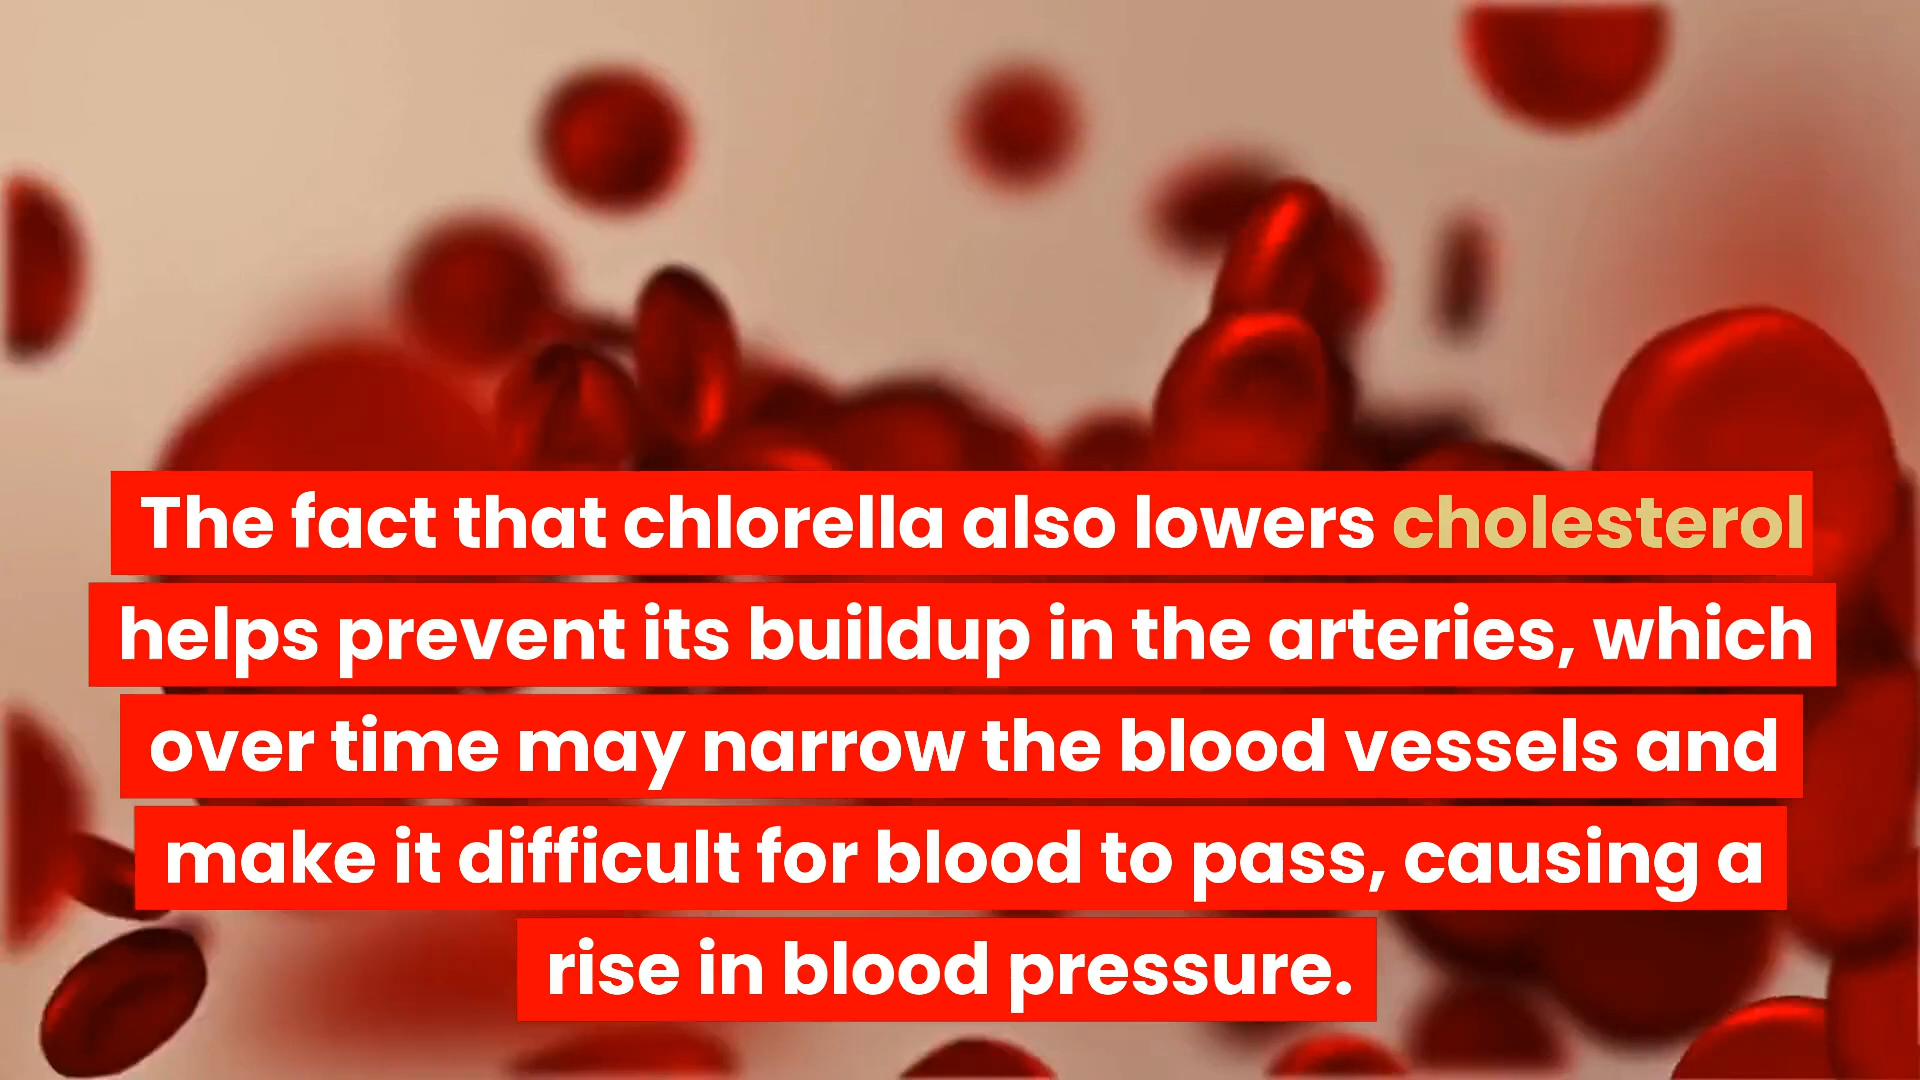 The fact that chlorella also lowers cholesterol
helps prevent its buildup in the arteries, which
over time may narrow the blood vessels and
make it difficult for blood to pass, causing a
rise in blood pressure.